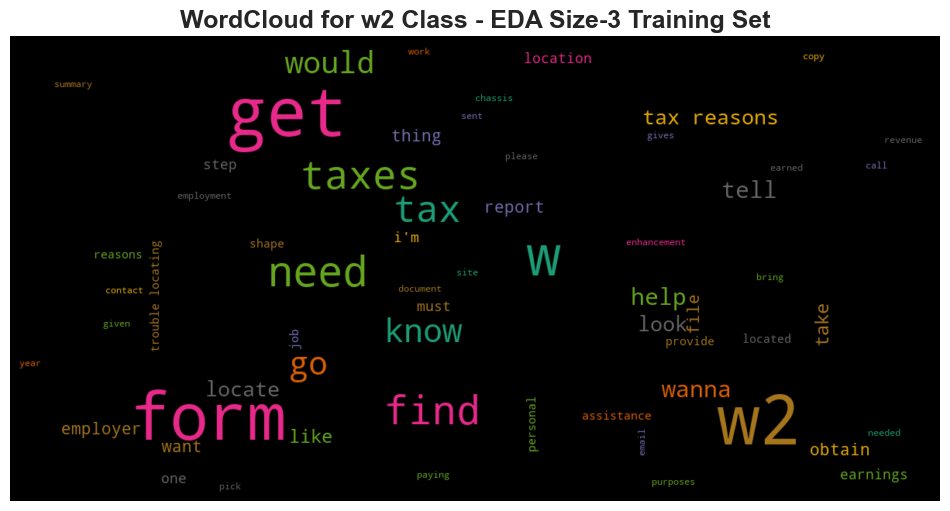 WordCloud for w2 Class - EDA Size-3 Training Set
work
copy
would
location
summary
get
chassis
sent
tax reasons
thing
gives
revenue
please
step
taxes
earned
call
employment
tell
tax
report
i'm
shape
enhancement
reasons
trouble locating
need
w
site
bring
contact
document
help
file
must
take
given
know
look
job
provide
located
year
go
locate
wanna
form
find
w2
personal
assistance
employer
like
email
needed
want
obtain
one
paying
earnings
pick
purposes